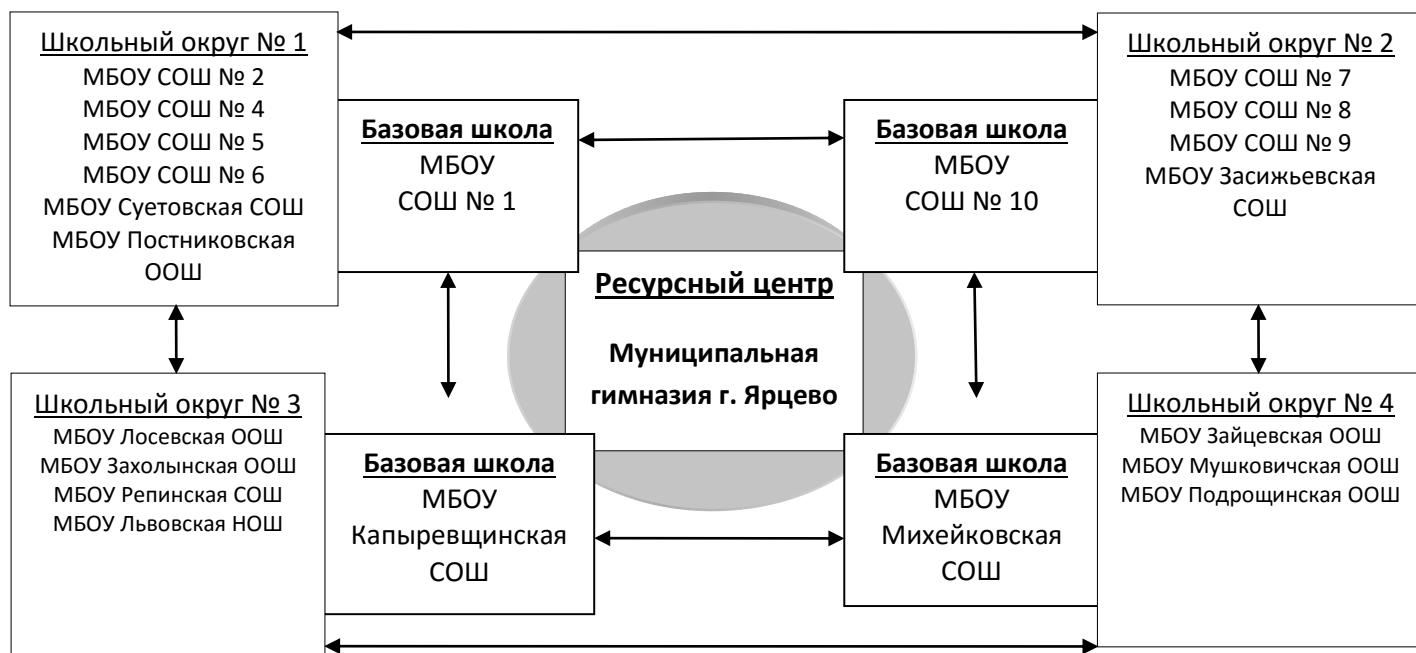 Школьный округ № 1
МБОУ СОШ № 2
МБОУ СОШ № 4
МБОУ СОШ № 5
МБОУ СОШ № 6
МБОУ Суетовская СОШ
МБОУ Постниковская
ООШ
Базовая школа
МБОУ
СОШ № 1
Базовая школа
МБОУ
СОШ № 10
Школьный округ № 2
МБОУ СОШ № 7
МБОУ СОШ № 8
МБОУ СОШ № 9
МБОУ Засижьевская
СОШ
Ресурсный центр
Муниципальная
гимназия г. Ярцево
Школьный округ № 3
МБОУ Лосевская ООШ
МБОУ Захолынская ООШ
МБОУ Репинская СОШ
МБОУ Львовская НОШ
Базовая школа
МБОУ
Капыревщинская
СОШ
Базовая школа
МБОУ
Михейковская
СОШ
Школьный округ № 4
МБОУ Зайцевская ООШ
МБОУ Мушковичская ООШ
МБОУ Подрощинская ООШ